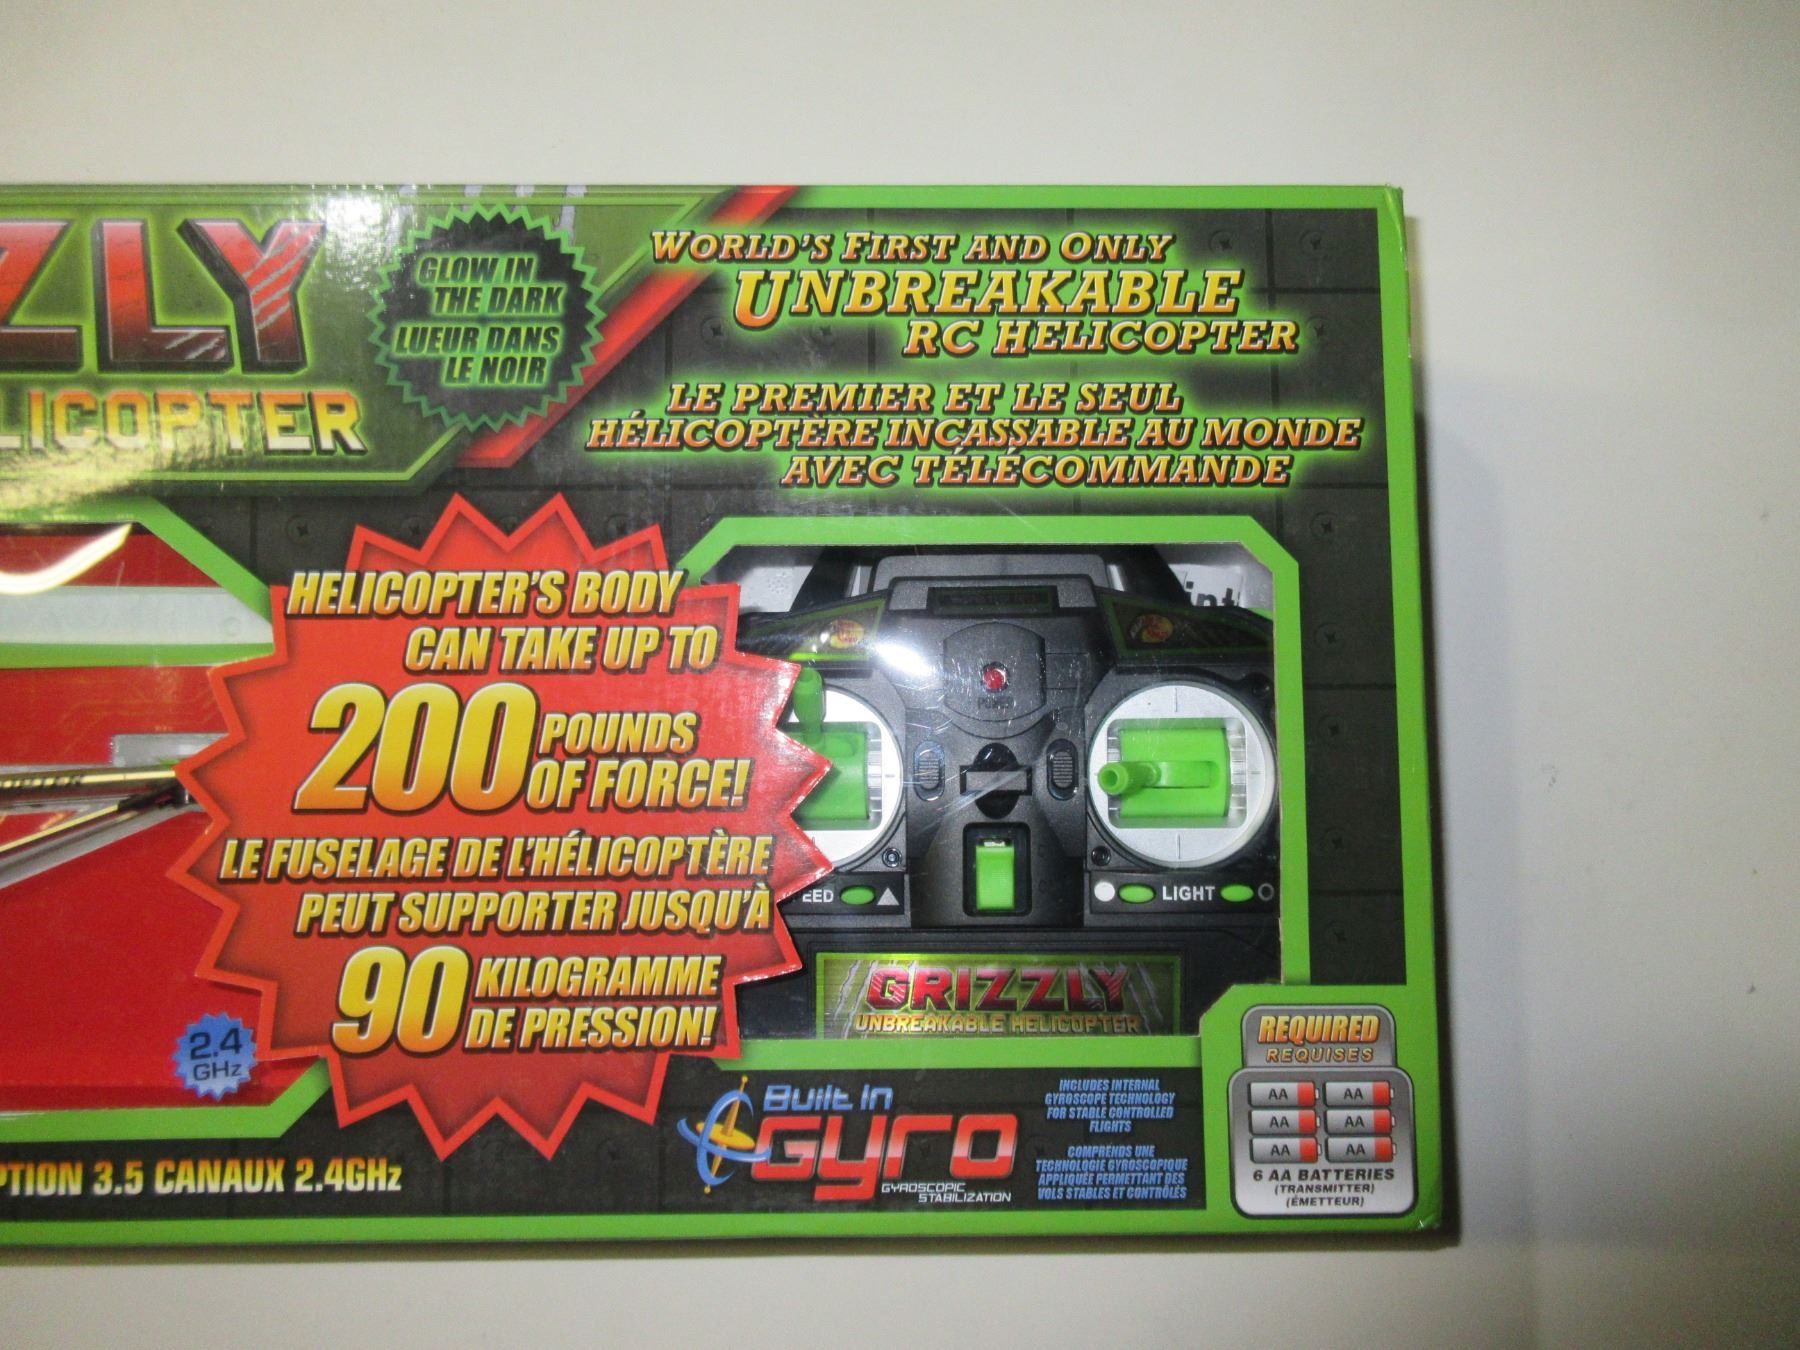 ZLY
LICOPTER
GLOW IN
THE DARK
LUEUR DANS
LE NOIR
WORLD'S FIRST AND ONLY
UNBREAKABLE
RC HELICOPTER
LE PREMIER ET LE SEUL
HÉLICOPTÈRE INCASSABLE AU MONDE
AVEC TÉLÉCOMMANDE
HELICOPTER'S BODY
CAN TAKE UP TO
200 POUNDS
OF FORCE!
LE FUSELAGE DE L'HÉLICOPTÈRE
PEUT SUPPORTER JUSQU'À
90 KILOGRAMME
DE PRESSION!
2.4
GHz
POWER
EED
LIGHT
GRIZZLY
UNBREAKABLE HELICOPTER
REQUIRED
REQUISES
AA AA
AA AA
AA AA
6 AA BATTERIES
(TRANSMITTER)
(ÉMETTEUR)
Built in
Gyro
GYROSCOPIC
STABILIZATION
INCLUDES INTERNAL
GYROSCOPE TECHNOLOGY
FOR STABLE CONTROLLED
FLIGHTS
COMPRENDS UNE
TECHNOLOGIE GYROSCOPIQUE
APPLIQUÉE PERMETTANT DES
VOLS STABLES ET CONTRÔLÉS
PTION 3.5 CANAUX 2.4GHz